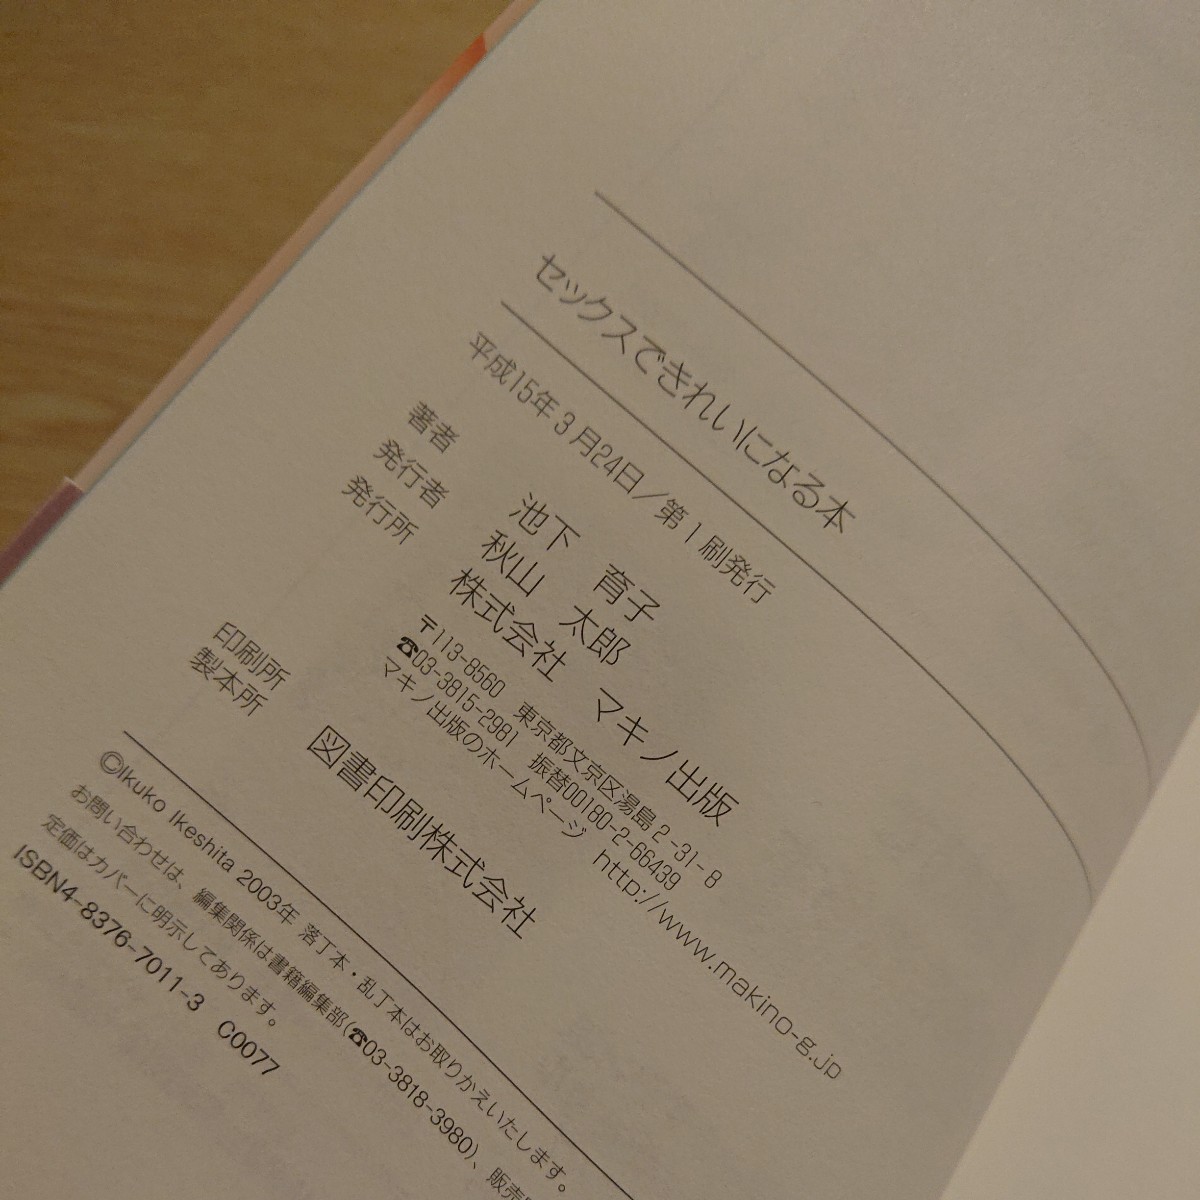 セックスできれいになる本
平成15年3月24日／第1刷発行
著者 池下 育子
発行者 秋山 太郎
発行所 株式会社 マキノ出版
〒113-8560 東京都文京区湯島2-31-8
☎03-3815-2981 振替00180-2-66439
マキノ出版のホームページ http://www.makino-g.jp
印刷所
製本所 図書印刷株式会社
©Ikuko Ikeshita 2003年 落丁本・乱丁本はお取りかえいたします。
お問い合わせは、編集関係は書籍編集部(☎03-3818-3980)、販売
定価はカバーに明示してあります。
ISBN4-8376-7011-3 C0077